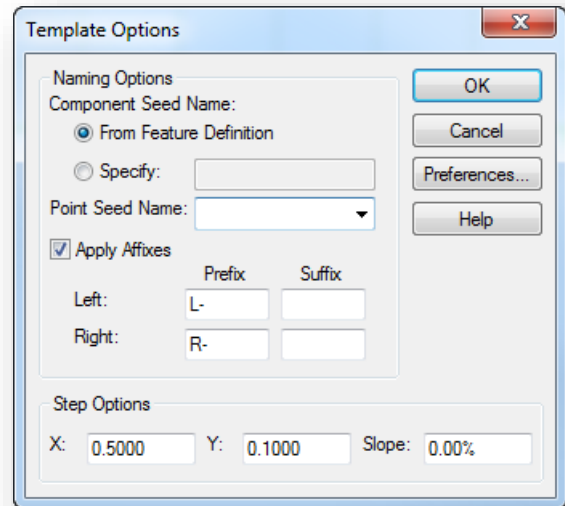 Template Options
X
Naming Options
Component Seed Name:
From Feature Definition
Specify:
Point Seed Name:
Apply Affixes
Prefix Suffix
Left: L-
Right: R-
OK
Cancel
Preferences...
Help
Step Options
X: 0.5000 Y: 0.1000 Slope: 0.00%